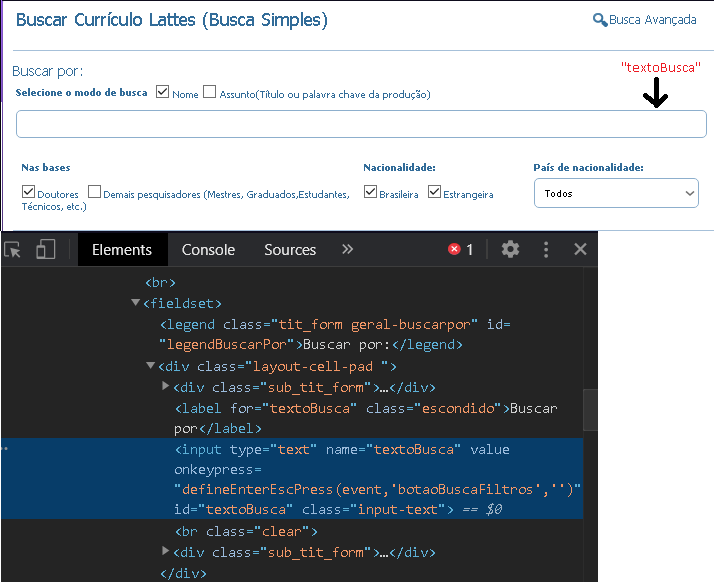 Buscar Currículo Lattes (Busca Simples)
Busca Avançada
Buscar por:
"textoBusca"
Selecione o modo de busca Nome Assunto(Título ou palavra chave da produção)
Nas bases
Doutores Demais pesquisadores (Mestres, Graduados,Estudantes,
Técnicos, etc.)
Nacionalidade:
Brasileira Estrangeira
País de nacionalidade:
Todos
Elements Console Sources » 1
<br>
<fieldset>
<legend class="tit_form geral-buscarpor" id=
"legendBuscarPor">Buscar por:</legend>
<div class="layout-cell-pad ">
<div class="sub_tit_form">…</div>
<label for="textoBusca" class="escondido">Buscar
por</label>
<input type="text" name="textoBusca" value
onkeypress=
"defineEnterEscPress(event,'botaoBuscaFiltros','')"
id="textoBusca" class="input-text"> == $0
<br class="clear">
<div class="sub_tit_form">…</div>
</div>